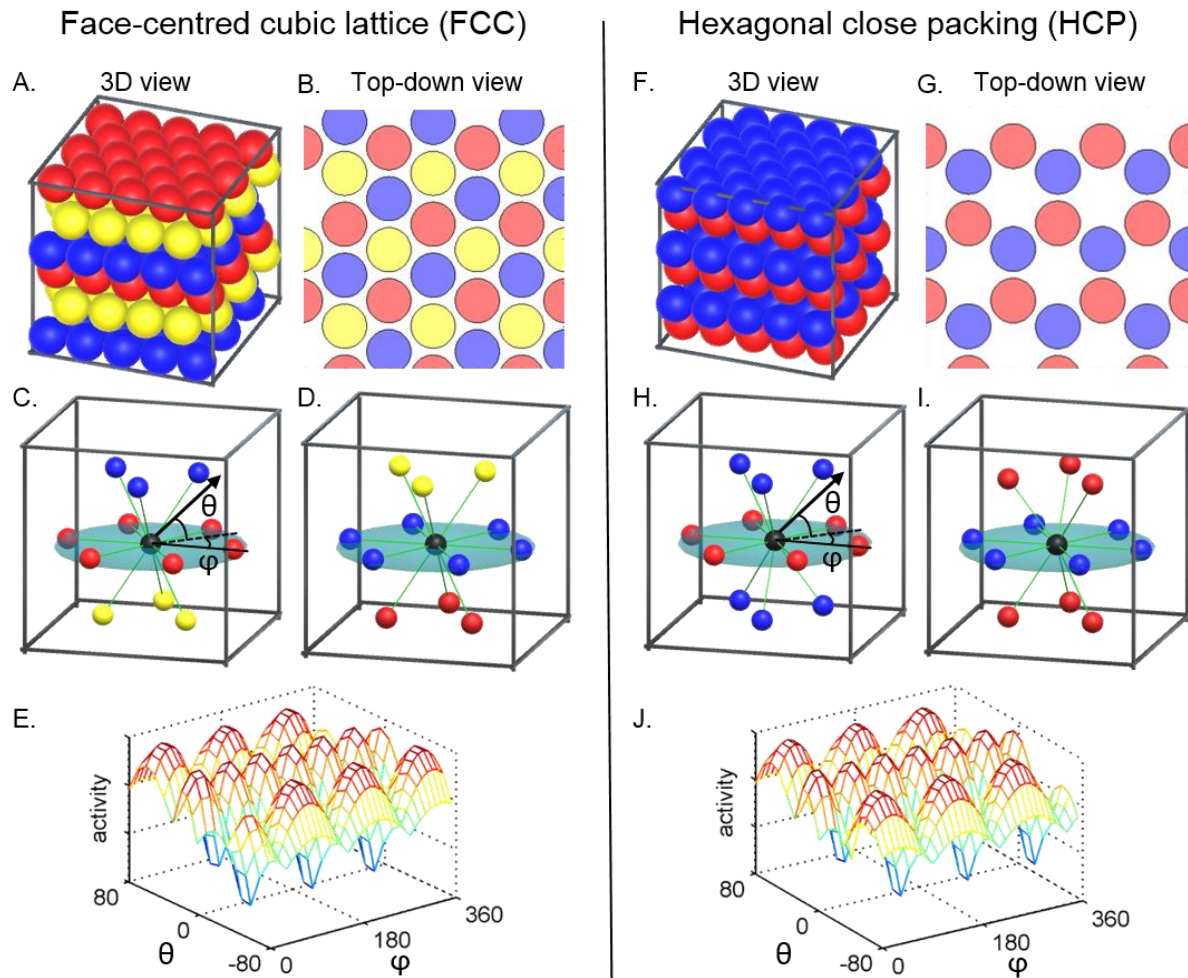 Face-centred cubic lattice (FCC)
Hexagonal close packing (HCP)
A. 3D view
B. Top-down view
F. 3D view
G. Top-down view
C.
D.
H.
I.
θ
φ
θ
φ
E.
activity
80
0
-80
θ
0
180
360
φ
J.
activity
80
0
-80
θ
0
180
360
φ